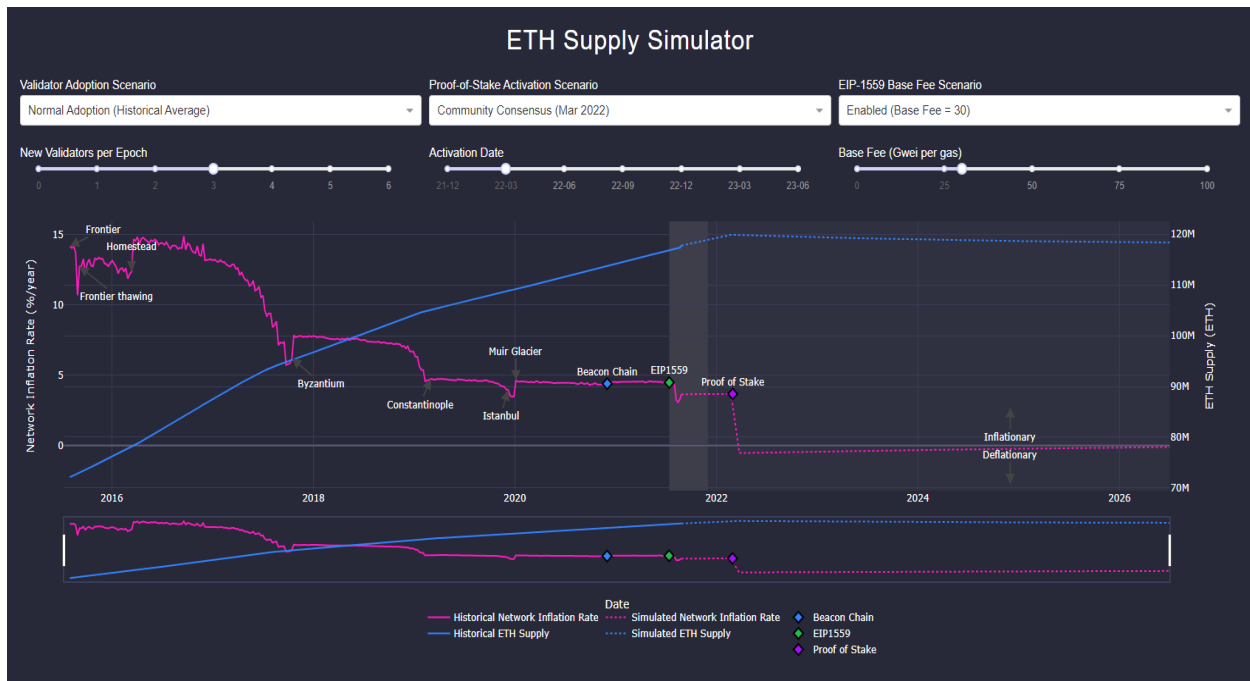 ETH Supply Simulator
Validator Adoption Scenario
Proof-of-Stake Activation Scenario
EIP-1559 Base Fee Scenario
Normal Adoption (Historical Average)
Community Consensus (Mar 2022)
Enabled (Base Fee = 30)
New Validators per Epoch
Activation Date
Base Fee (Gwei per gas)
0 1 2 3 4 5 6
21-12 22-03 22-06 22-09 22-12 23-03 23-06
0 25 50 75 100
Network Inflation Rate (%/year)
15
10
5
0
Frontier
Homestead
Frontier thawing
Byzantium
Constantinople
Istanbul
Muir Glacier
Beacon Chain
EIP1559
Proof of Stake
Inflationary
Deflationary
120M
110M
100M
90M
80M
70M
ETH Supply (ETH)
2016 2018 2020 2022 2024 2026
Date
Historical Network Inflation Rate
Simulated Network Inflation Rate
Beacon Chain
Historical ETH Supply
Simulated ETH Supply
EIP1559
Proof of Stake